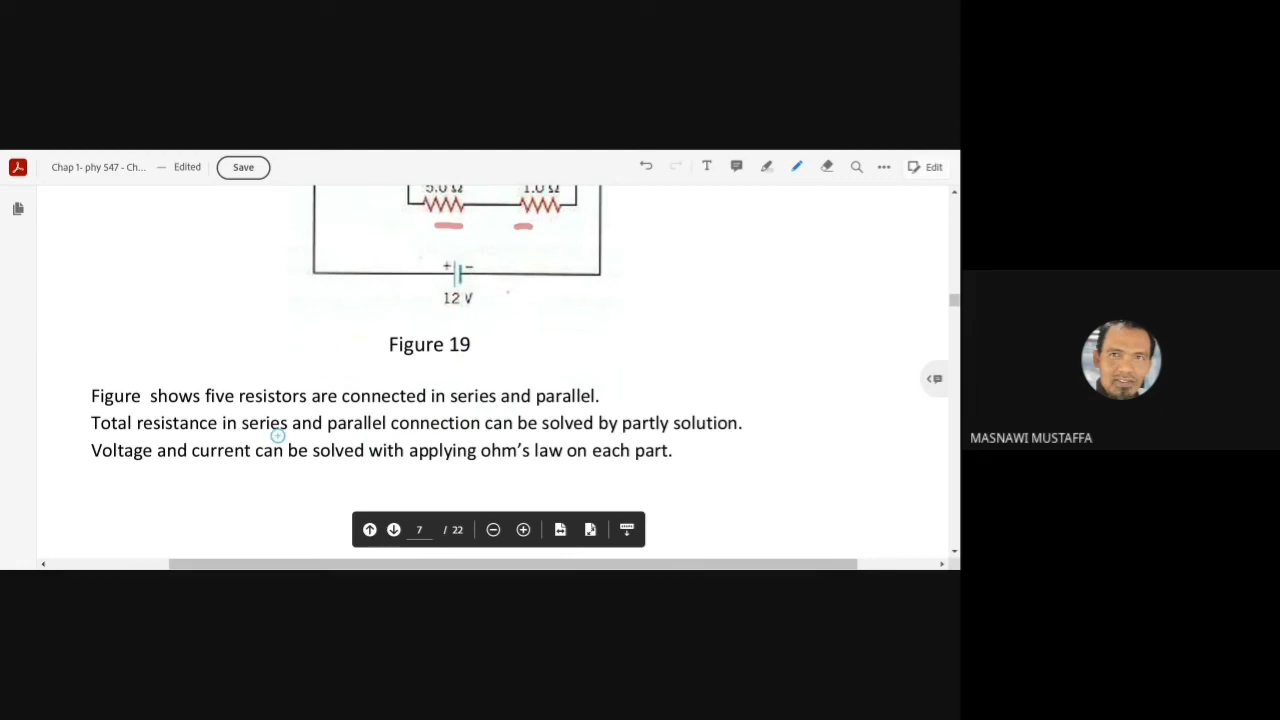 Chap 1- phy 547 - Ch... — Edited Save T Edit
5.0 Ω 1.0 Ω
+ −
12 V
Figure 19
Figure  shows five resistors are connected in series and parallel.
Total resistance in series and parallel connection can be solved by partly solution.
Voltage and current can be solved with applying ohm's law on each part.
7 / 22
MASNAWI MUSTAFFA